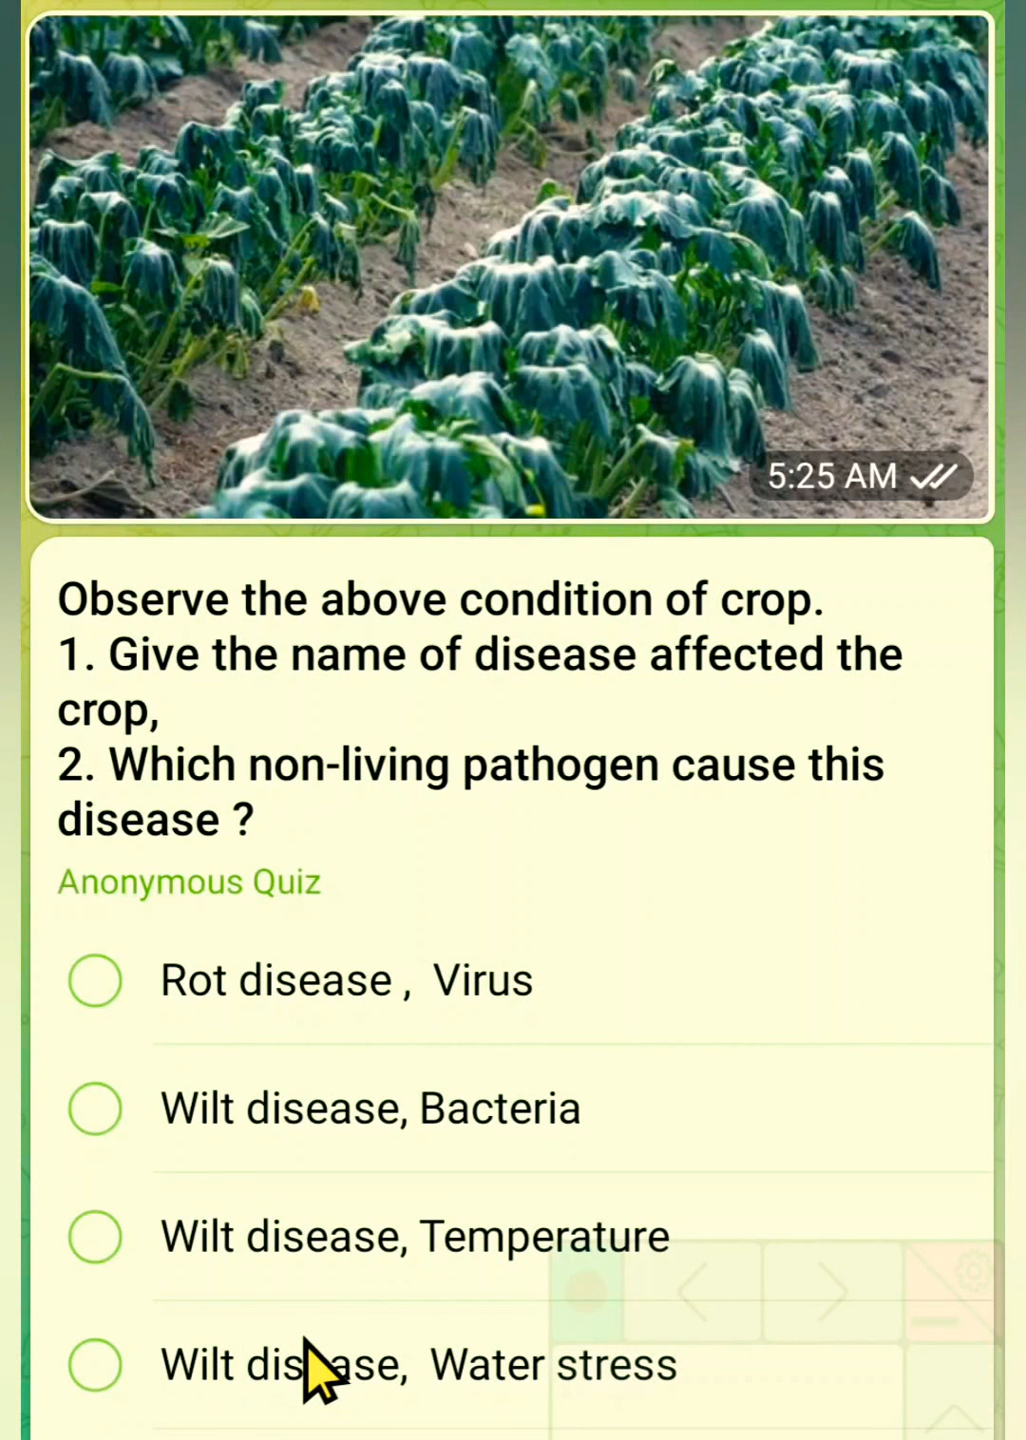 5:25 AM
Observe the above condition of crop.
1. Give the name of disease affected the
crop,
2. Which non-living pathogen cause this
disease ?
Anonymous Quiz
Rot disease ,  Virus
Wilt disease, Bacteria
Wilt disease, Temperature
Wilt disease,  Water stress